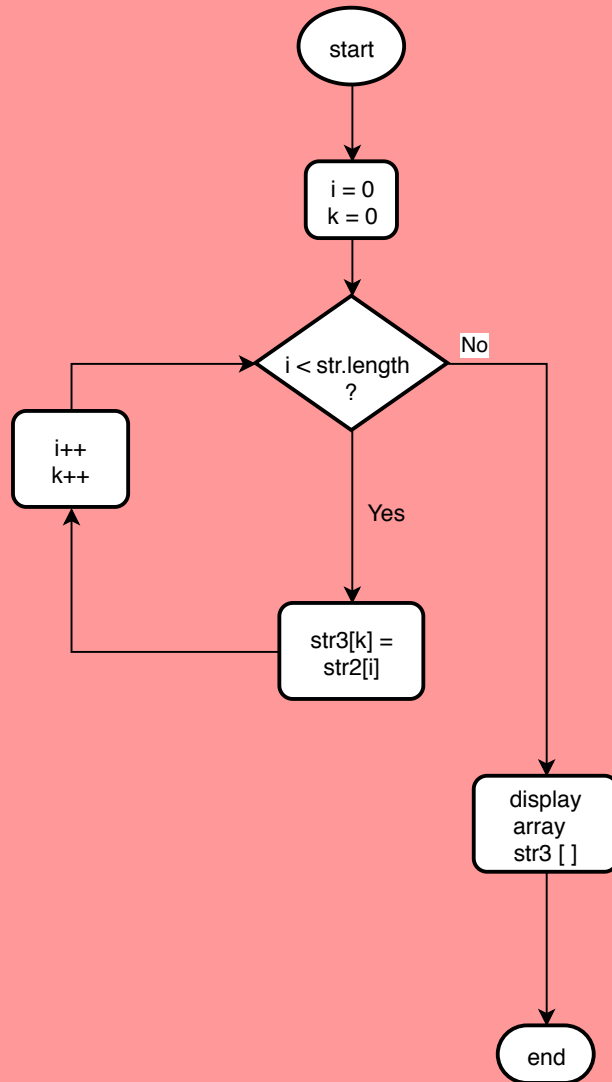 start
i = 0
k = 0
i < str.length
?
No
i++
k++
Yes
str3[k] =
str2[i]
display
array
str3 [ ]
end